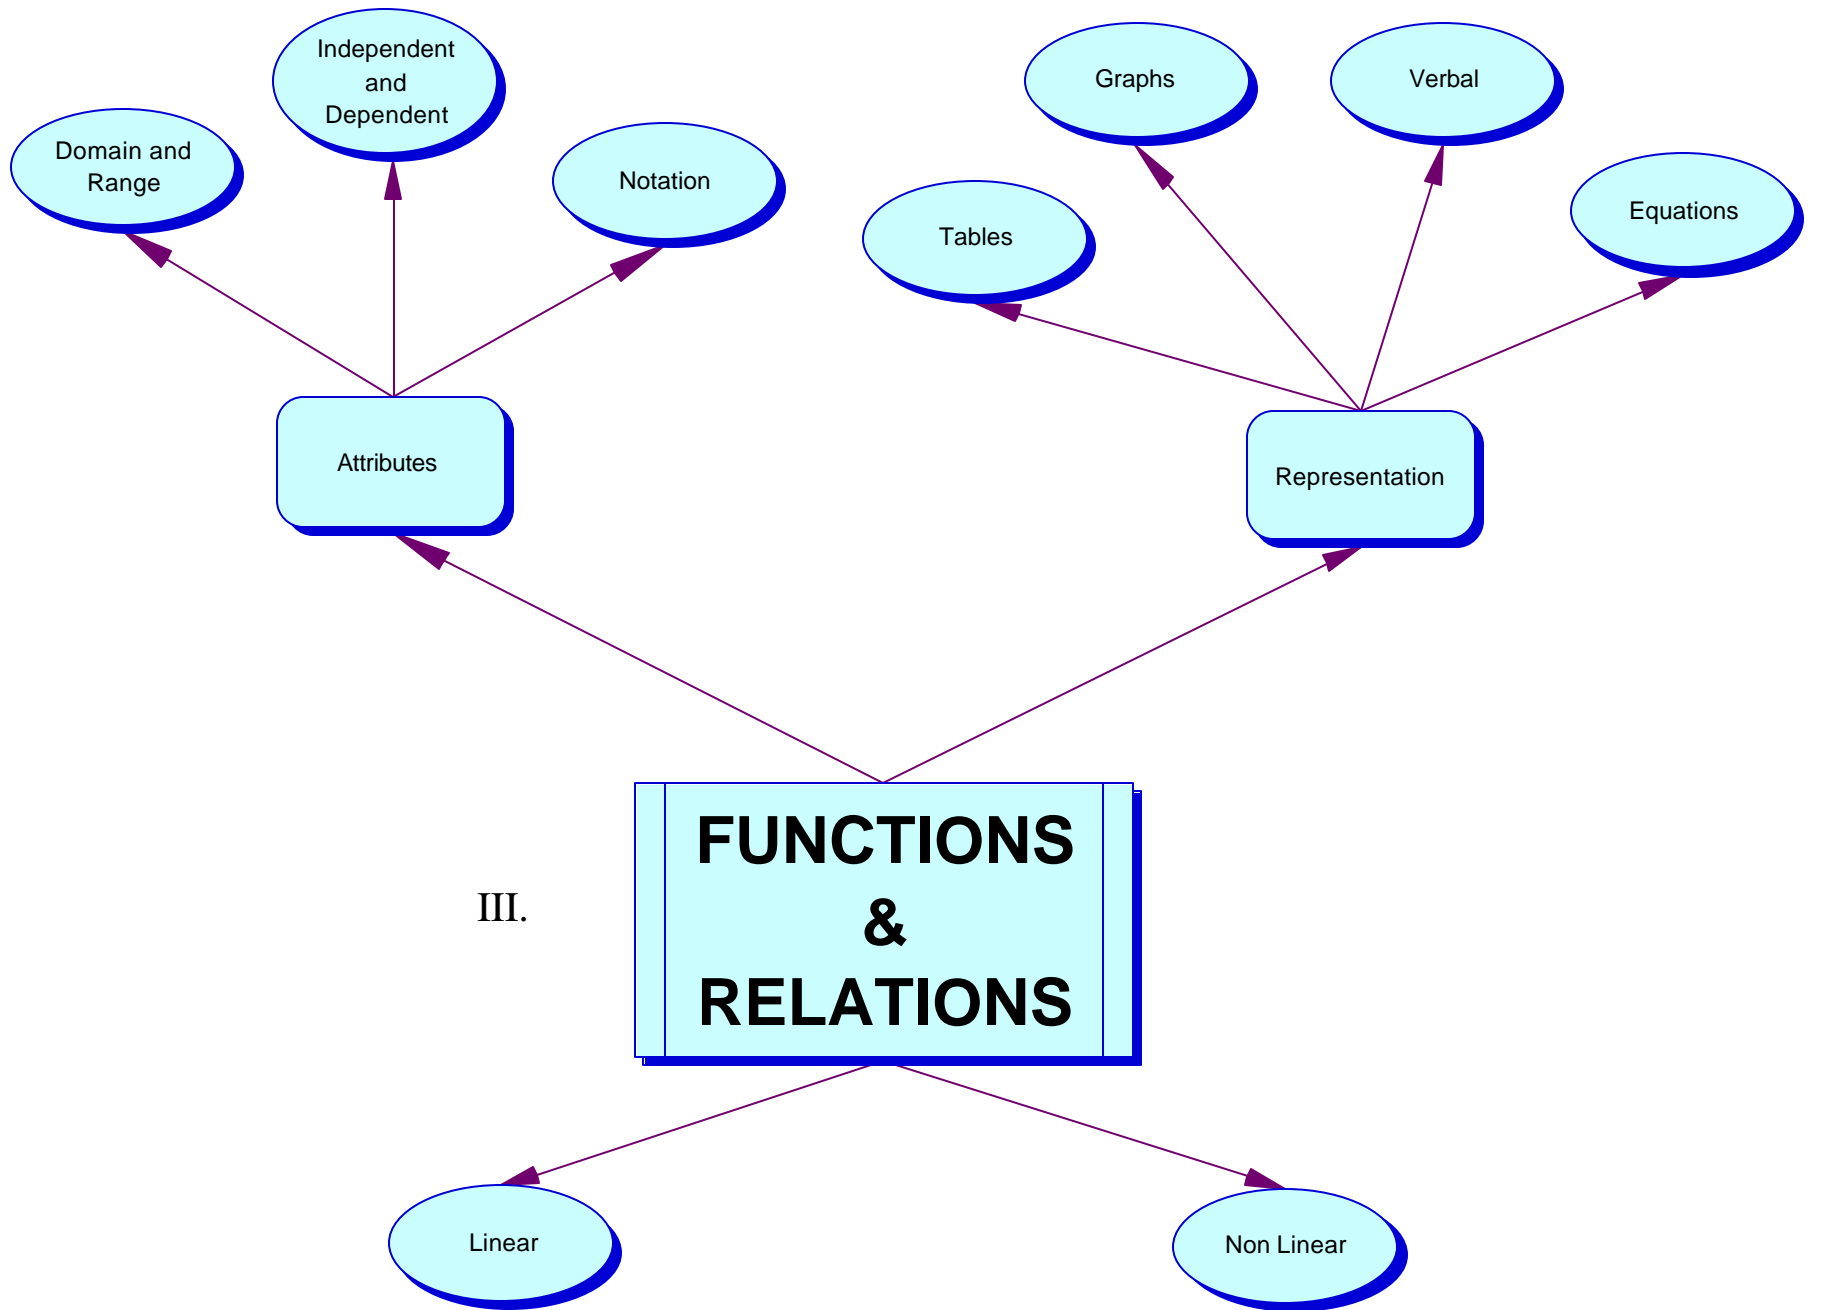 Independent
and
Dependent
Graphs
Verbal
Domain and
Range
Notation
Tables
Equations
Attributes
Representation
III.
FUNCTIONS
&
RELATIONS
Linear
Non Linear